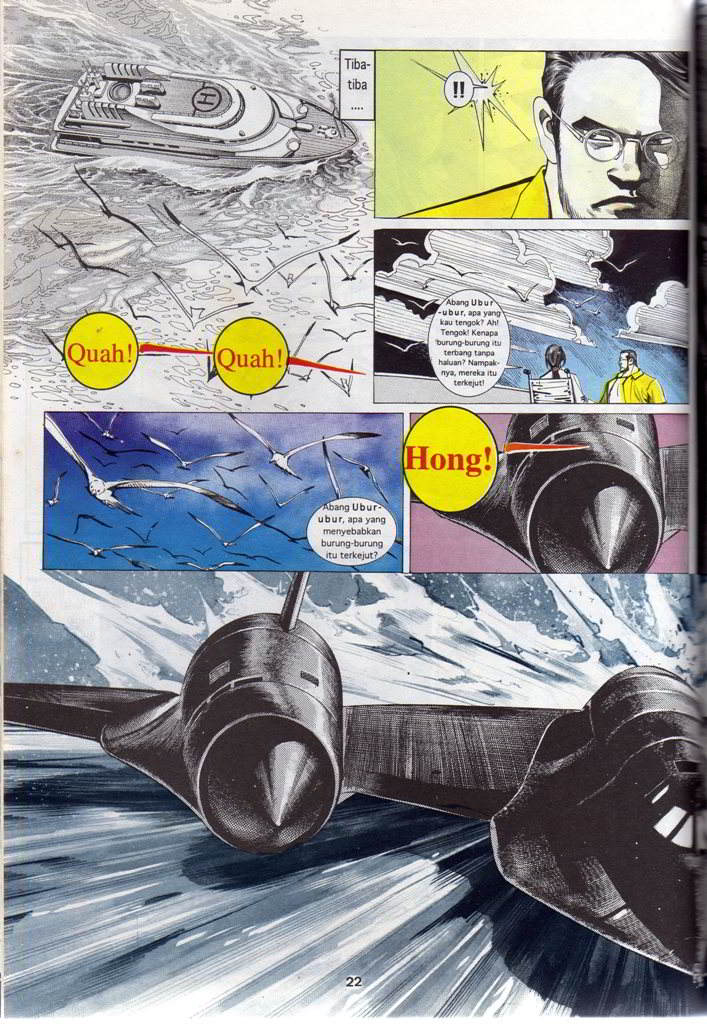 Tiba-
tiba
....
!!
Quah!
Quah!
Abang Ubur
-ubur, apa yang
kau tengok? Ah!
Tengok! Kenapa
burung-burung itu
terbang tanpa
haluan? Nampak-
nya, mereka itu
terkejut!
Abang Ubur-
ubur, apa yang
menyebabkan
burung-burung
itu terkejut?
Hong!
H
22